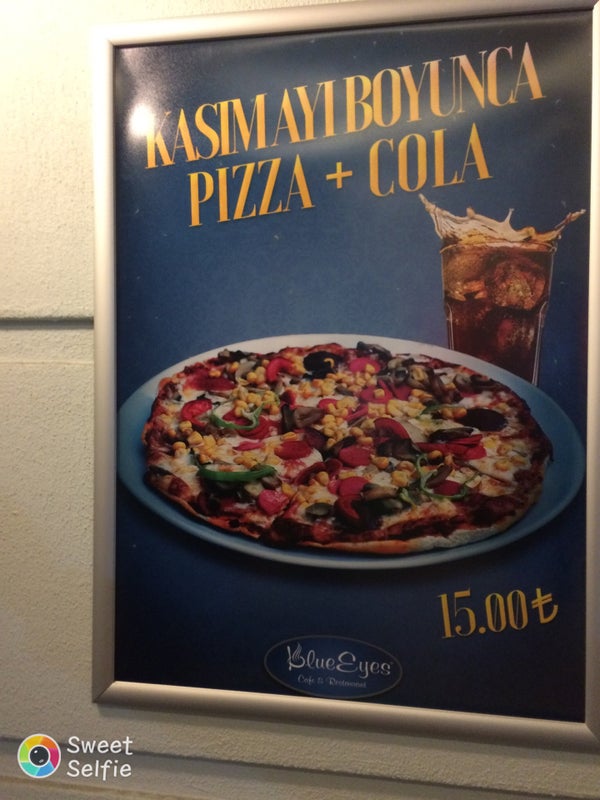 KASIM AYI BOYUNCA
PIZZA + COLA
15.00₺
BlueEyes
Cafe & Restaurant
Sweet
Selfie